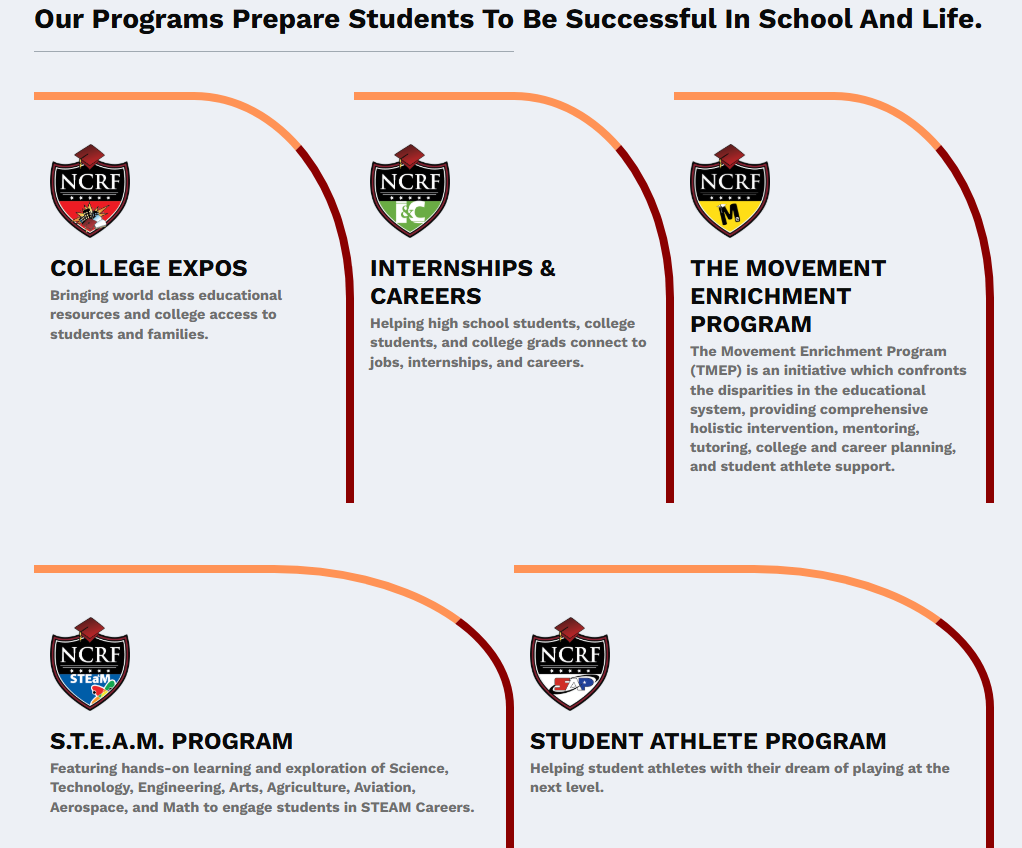 Our Programs Prepare Students To Be Successful In School And Life.
NCRF
COLLEGE EXPOS
Bringing world class educational
resources and college access to
students and families.
NCRF
I&C
INTERNSHIPS &
CAREERS
Helping high school students, college
students, and college grads connect to
jobs, internships, and careers.
NCRF
M
THE MOVEMENT
ENRICHMENT
PROGRAM
The Movement Enrichment Program
(TMEP) is an initiative which confronts
the disparities in the educational
system, providing comprehensive
holistic intervention, mentoring,
tutoring, college and career planning,
and student athlete support.
NCRF
STEaM
S.T.E.A.M. PROGRAM
Featuring hands-on learning and exploration of Science,
Technology, Engineering, Arts, Agriculture, Aviation,
Aerospace, and Math to engage students in STEAM Careers.
NCRF
SAP
STUDENT ATHLETE PROGRAM
Helping student athletes with their dream of playing at the
next level.